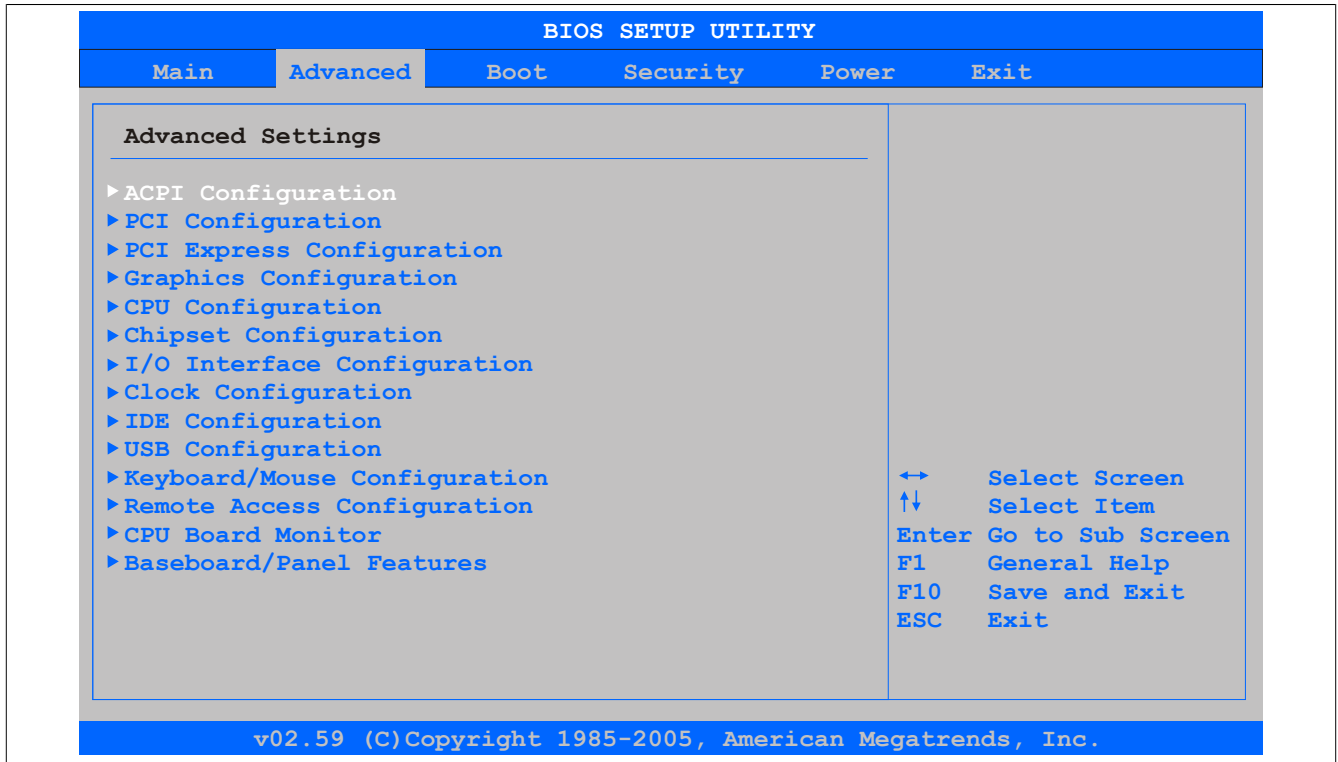 BIOS SETUP UTILITY
Main Advanced Boot Security Power Exit
Advanced Settings
ACPI Configuration
PCI Configuration
PCI Express Configuration
Graphics Configuration
CPU Configuration
Chipset Configuration
I/O Interface Configuration
Clock Configuration
IDE Configuration
USB Configuration
Keyboard/Mouse Configuration
Remote Access Configuration
CPU Board Monitor
Baseboard/Panel Features
↔ Select Screen
↑↓ Select Item
Enter Go to Sub Screen
F1 General Help
F10 Save and Exit
ESC Exit
v02.59 (C)Copyright 1985-2005, American Megatrends, Inc.